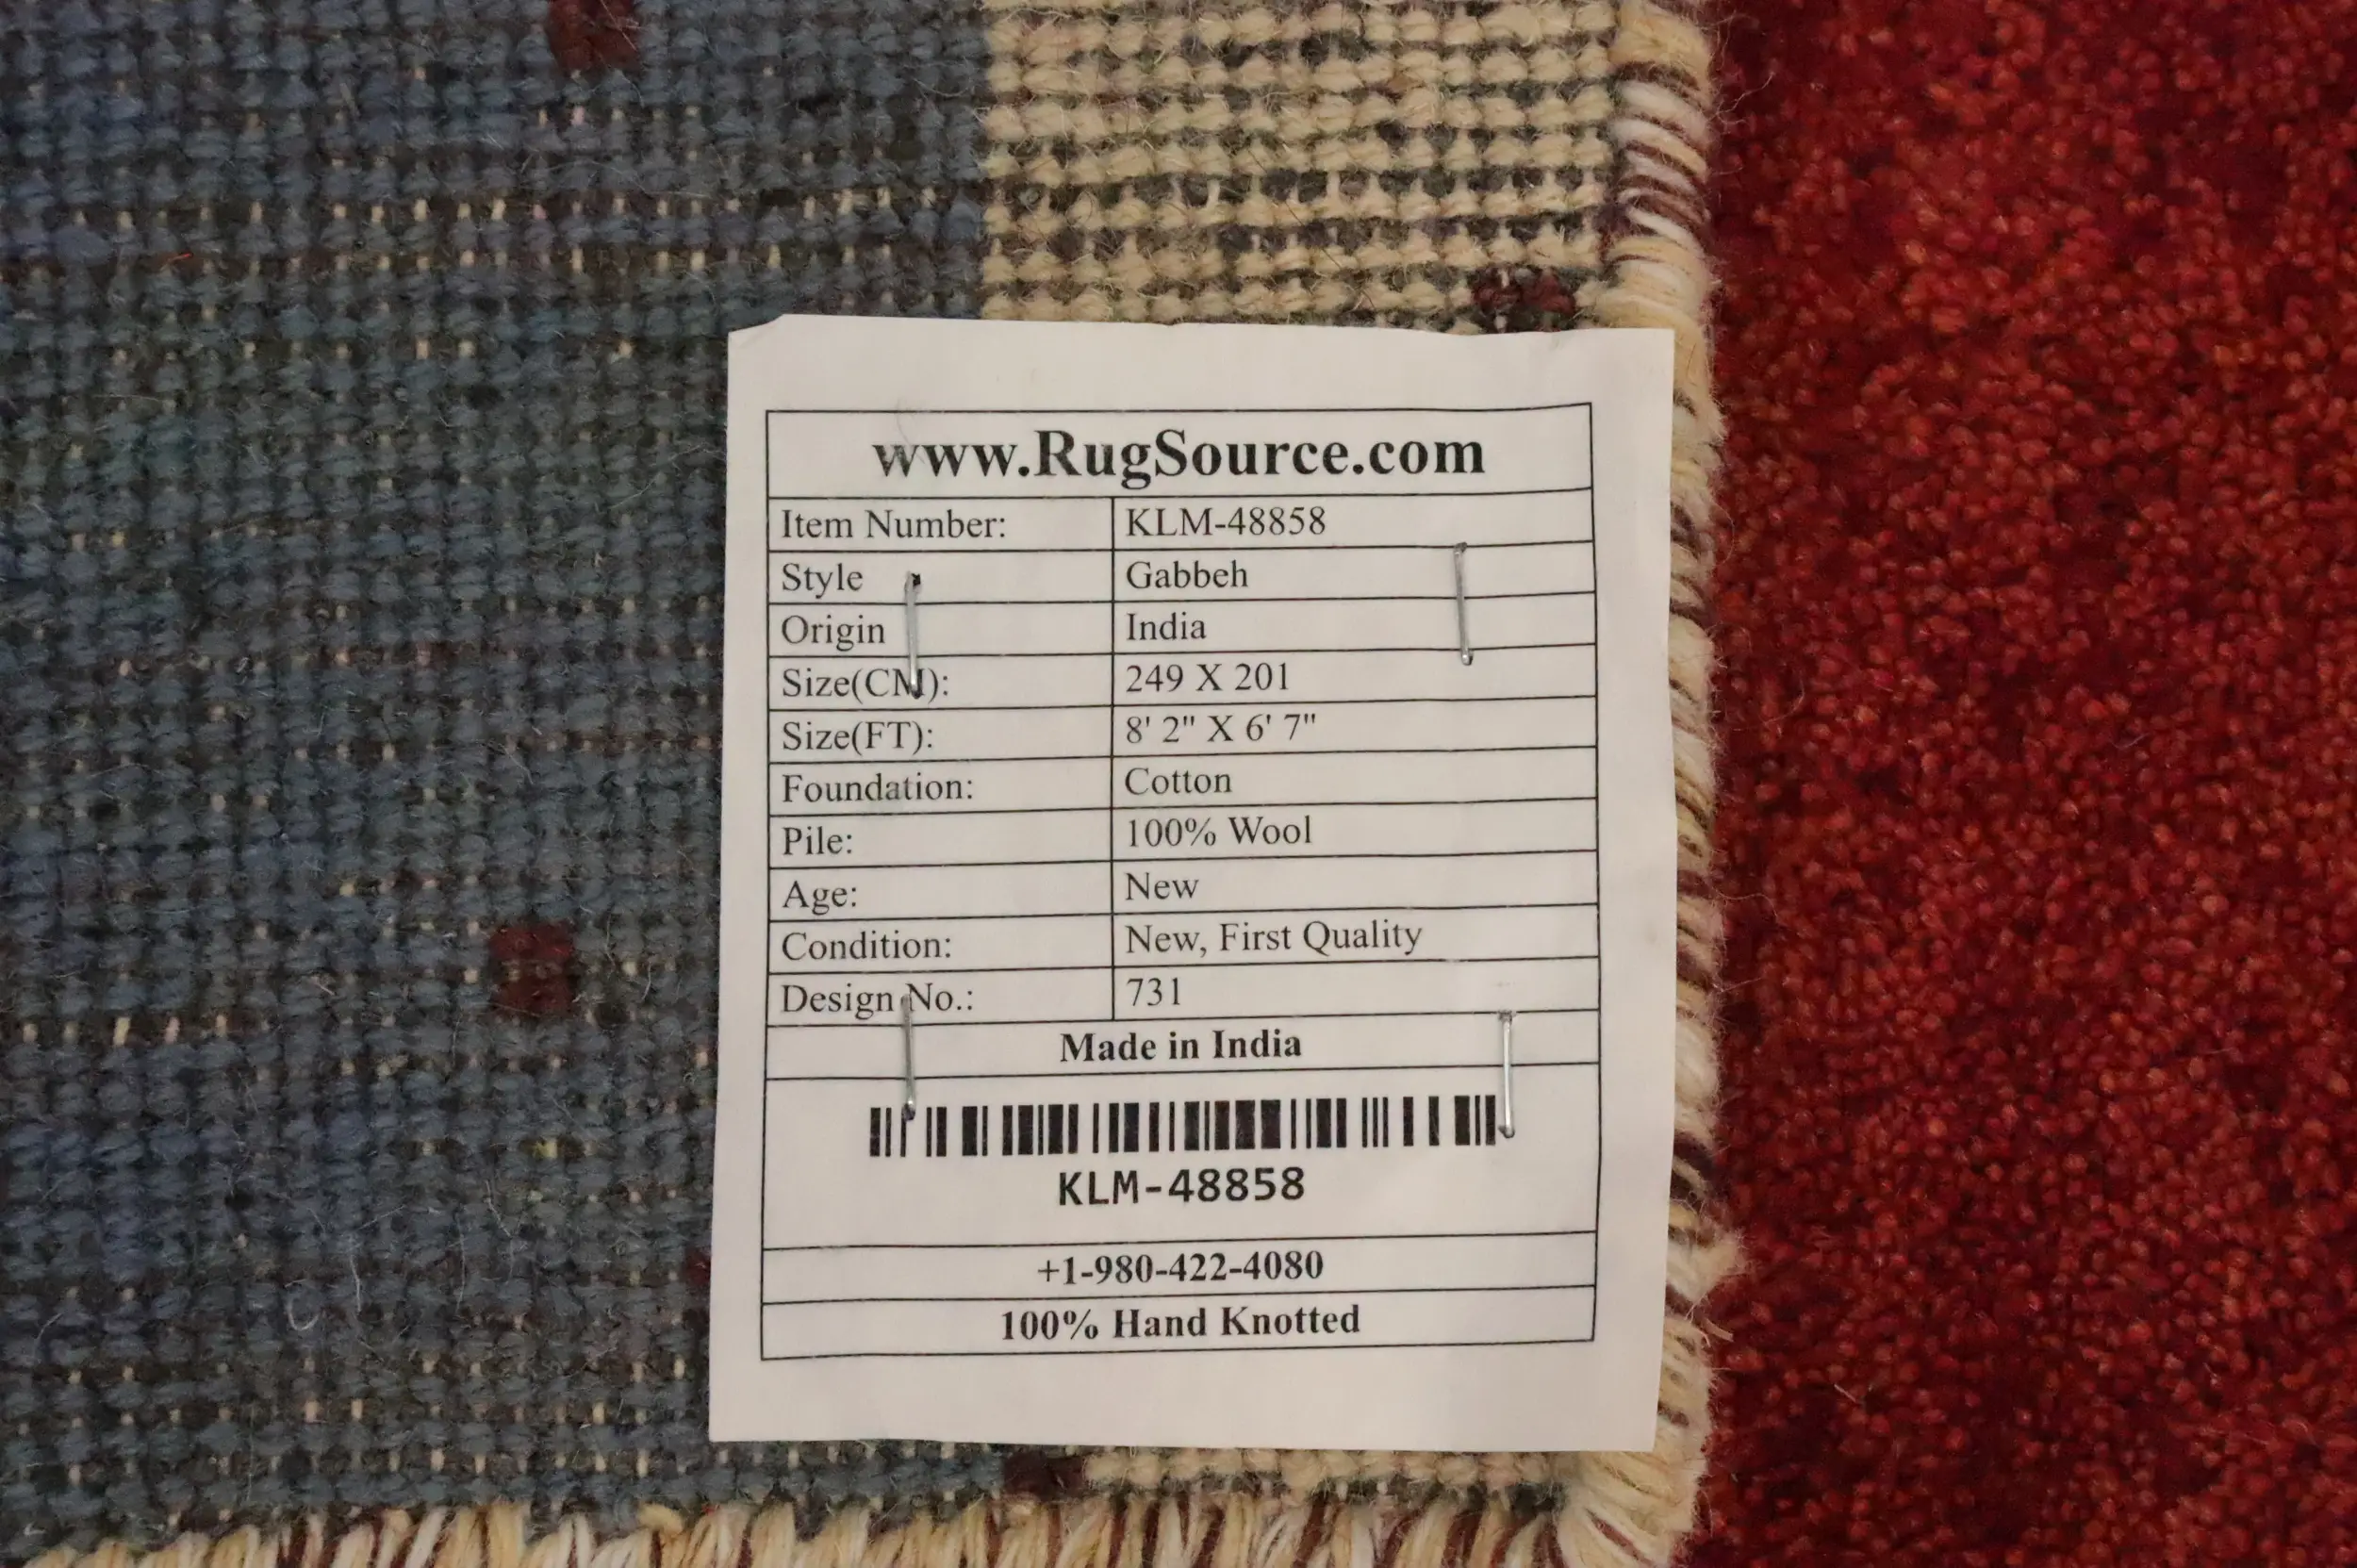 www.RugSource.com
Item Number: KLM-48858
Style Gabbeh
Origin India
Size(CM): 249 X 201
Size(FT): 8' 2" X 6' 7"
Foundation: Cotton
Pile: 100% Wool
Age: New
Condition: New, First Quality
Design No.: 731
Made in India
KLM-48858
+1-980-422-4080
100% Hand Knotted